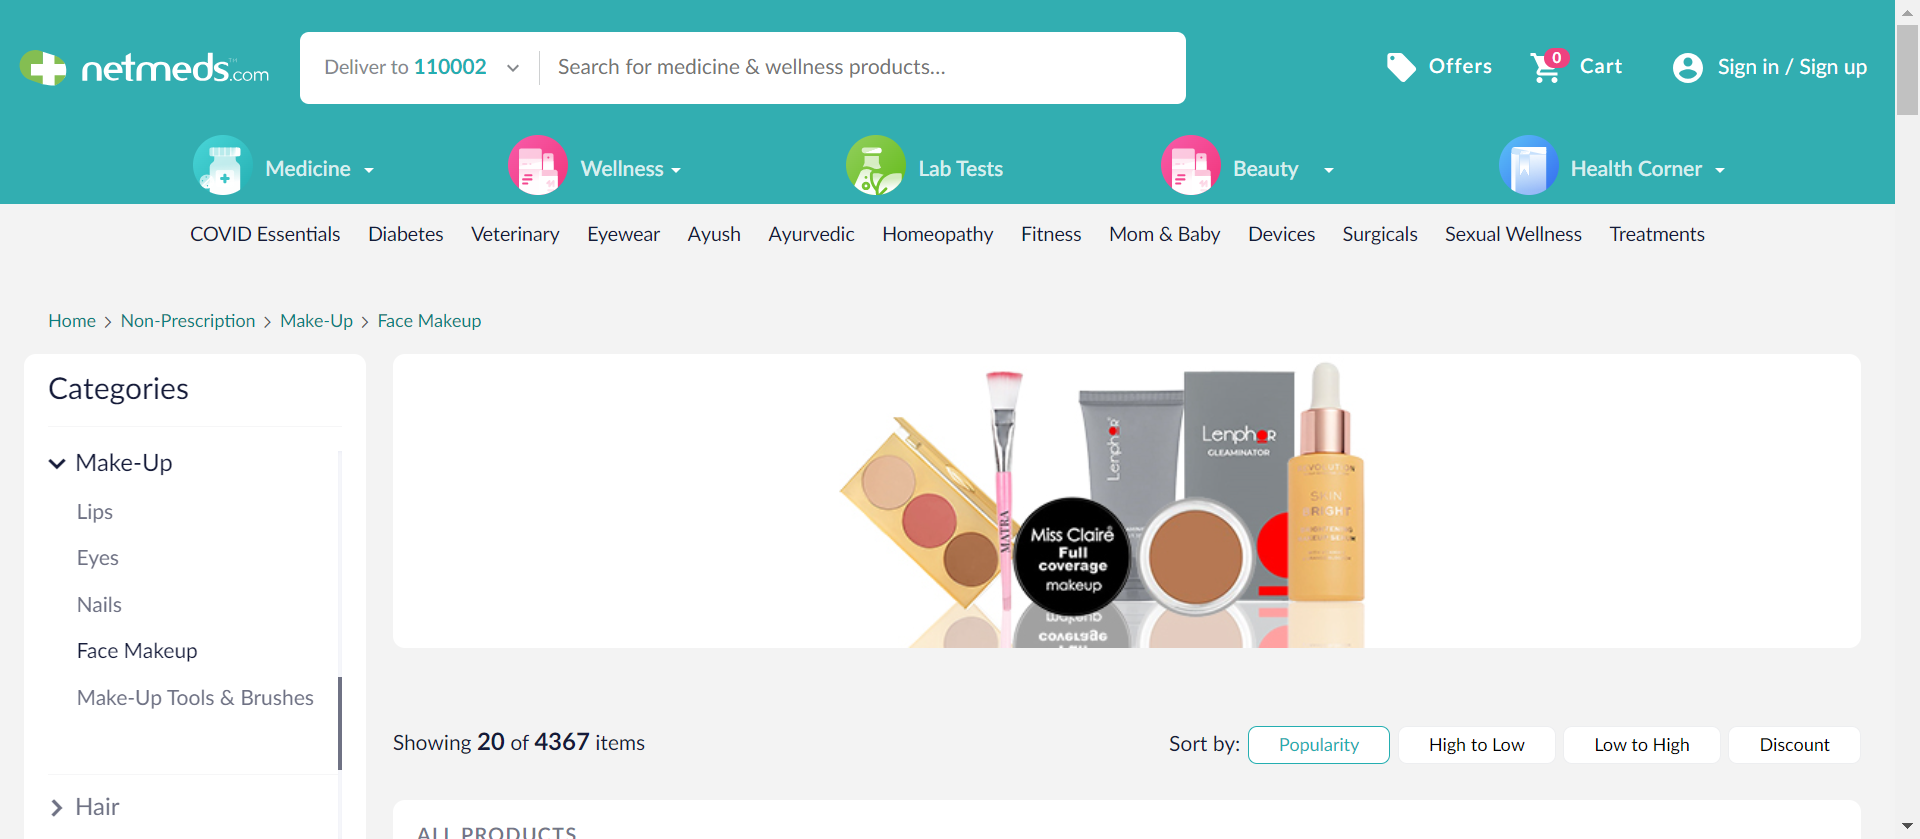 netmeds.com
Deliver to 110002
Search for medicine & wellness products...
Offers
0
Cart
Sign in / Sign up
Medicine
Wellness
Lab Tests
Beauty
Health Corner
COVID Essentials Diabetes Veterinary Eyewear Ayush Ayurvedic Homeopathy Fitness Mom & Baby Devices Surgicals Sexual Wellness Treatments
Home > Non-Prescription > Make-Up > Face Makeup
Categories
Make-Up
Lips
Eyes
Nails
Face Makeup
Make-Up Tools & Brushes
Hair
MATRA
Lenphor
Lenphor
GLEAMINATOR
Miss Claire
Full
coverage
makeup
REVOLUTION
SKIN
BRIGHT
Showing 20 of 4367 items
Sort by: Popularity High to Low Low to High Discount
ALL PRODUCTS